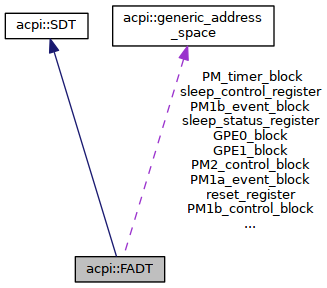 acpi::SDT
acpi::generic_address
_space
PM_timer_block
sleep_control_register
PM1b_event_block
sleep_status_register
GPE0_block
GPE1_block
PM2_control_block
PM1a_event_block
reset_register
PM1b_control_block
...
acpi::FADT